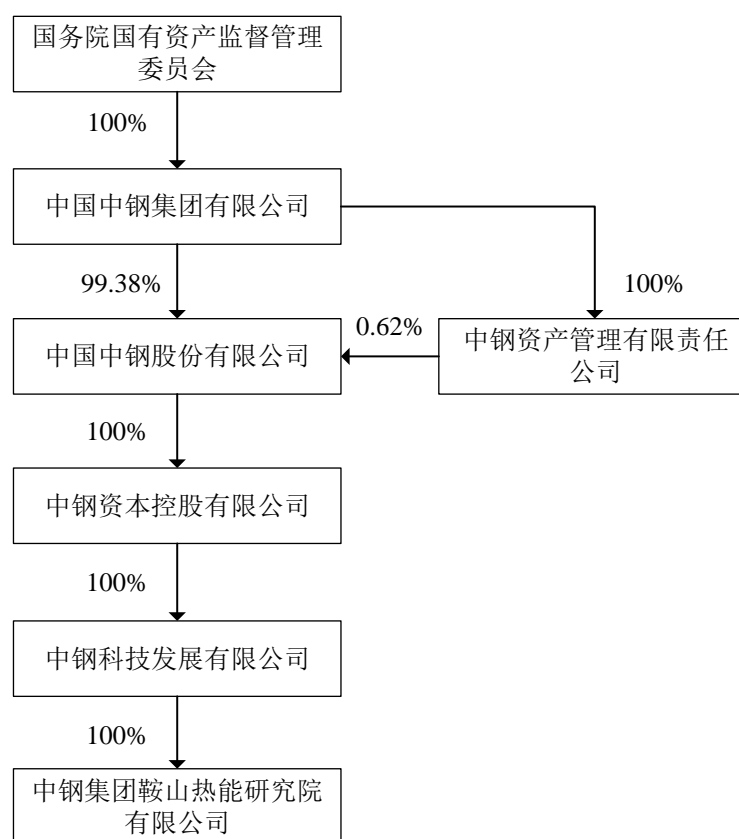 国务院国有资产监督管理
委员会
100%
中国中钢集团有限公司
99.38%
100%
0.62%
中国中钢股份有限公司
中钢资产管理有限责任
公司
100%
中钢资本控股有限公司
100%
中钢科技发展有限公司
100%
中钢集团鞍山热能研究院
有限公司